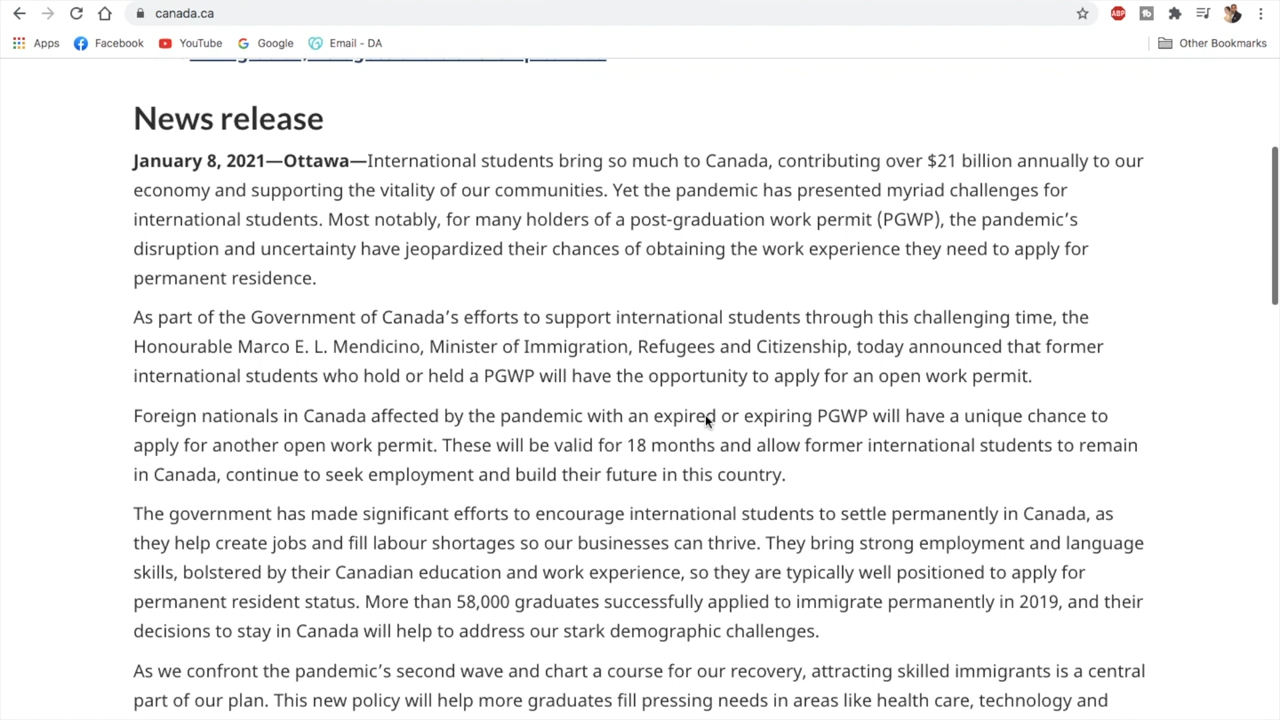 canada.ca
ABP
Apps Facebook YouTube Google Email - DA Other Bookmarks
News release
January 8, 2021—Ottawa—International students bring so much to Canada, contributing over $21 billion annually to our
economy and supporting the vitality of our communities. Yet the pandemic has presented myriad challenges for
international students. Most notably, for many holders of a post-graduation work permit (PGWP), the pandemic’s
disruption and uncertainty have jeopardized their chances of obtaining the work experience they need to apply for
permanent residence.
As part of the Government of Canada’s efforts to support international students through this challenging time, the
Honourable Marco E. L. Mendicino, Minister of Immigration, Refugees and Citizenship, today announced that former
international students who hold or held a PGWP will have the opportunity to apply for an open work permit.
Foreign nationals in Canada affected by the pandemic with an expired or expiring PGWP will have a unique chance to
apply for another open work permit. These will be valid for 18 months and allow former international students to remain
in Canada, continue to seek employment and build their future in this country.
The government has made significant efforts to encourage international students to settle permanently in Canada, as
they help create jobs and fill labour shortages so our businesses can thrive. They bring strong employment and language
skills, bolstered by their Canadian education and work experience, so they are typically well positioned to apply for
permanent resident status. More than 58,000 graduates successfully applied to immigrate permanently in 2019, and their
decisions to stay in Canada will help to address our stark demographic challenges.
As we confront the pandemic’s second wave and chart a course for our recovery, attracting skilled immigrants is a central
part of our plan. This new policy will help more graduates fill pressing needs in areas like health care, technology and